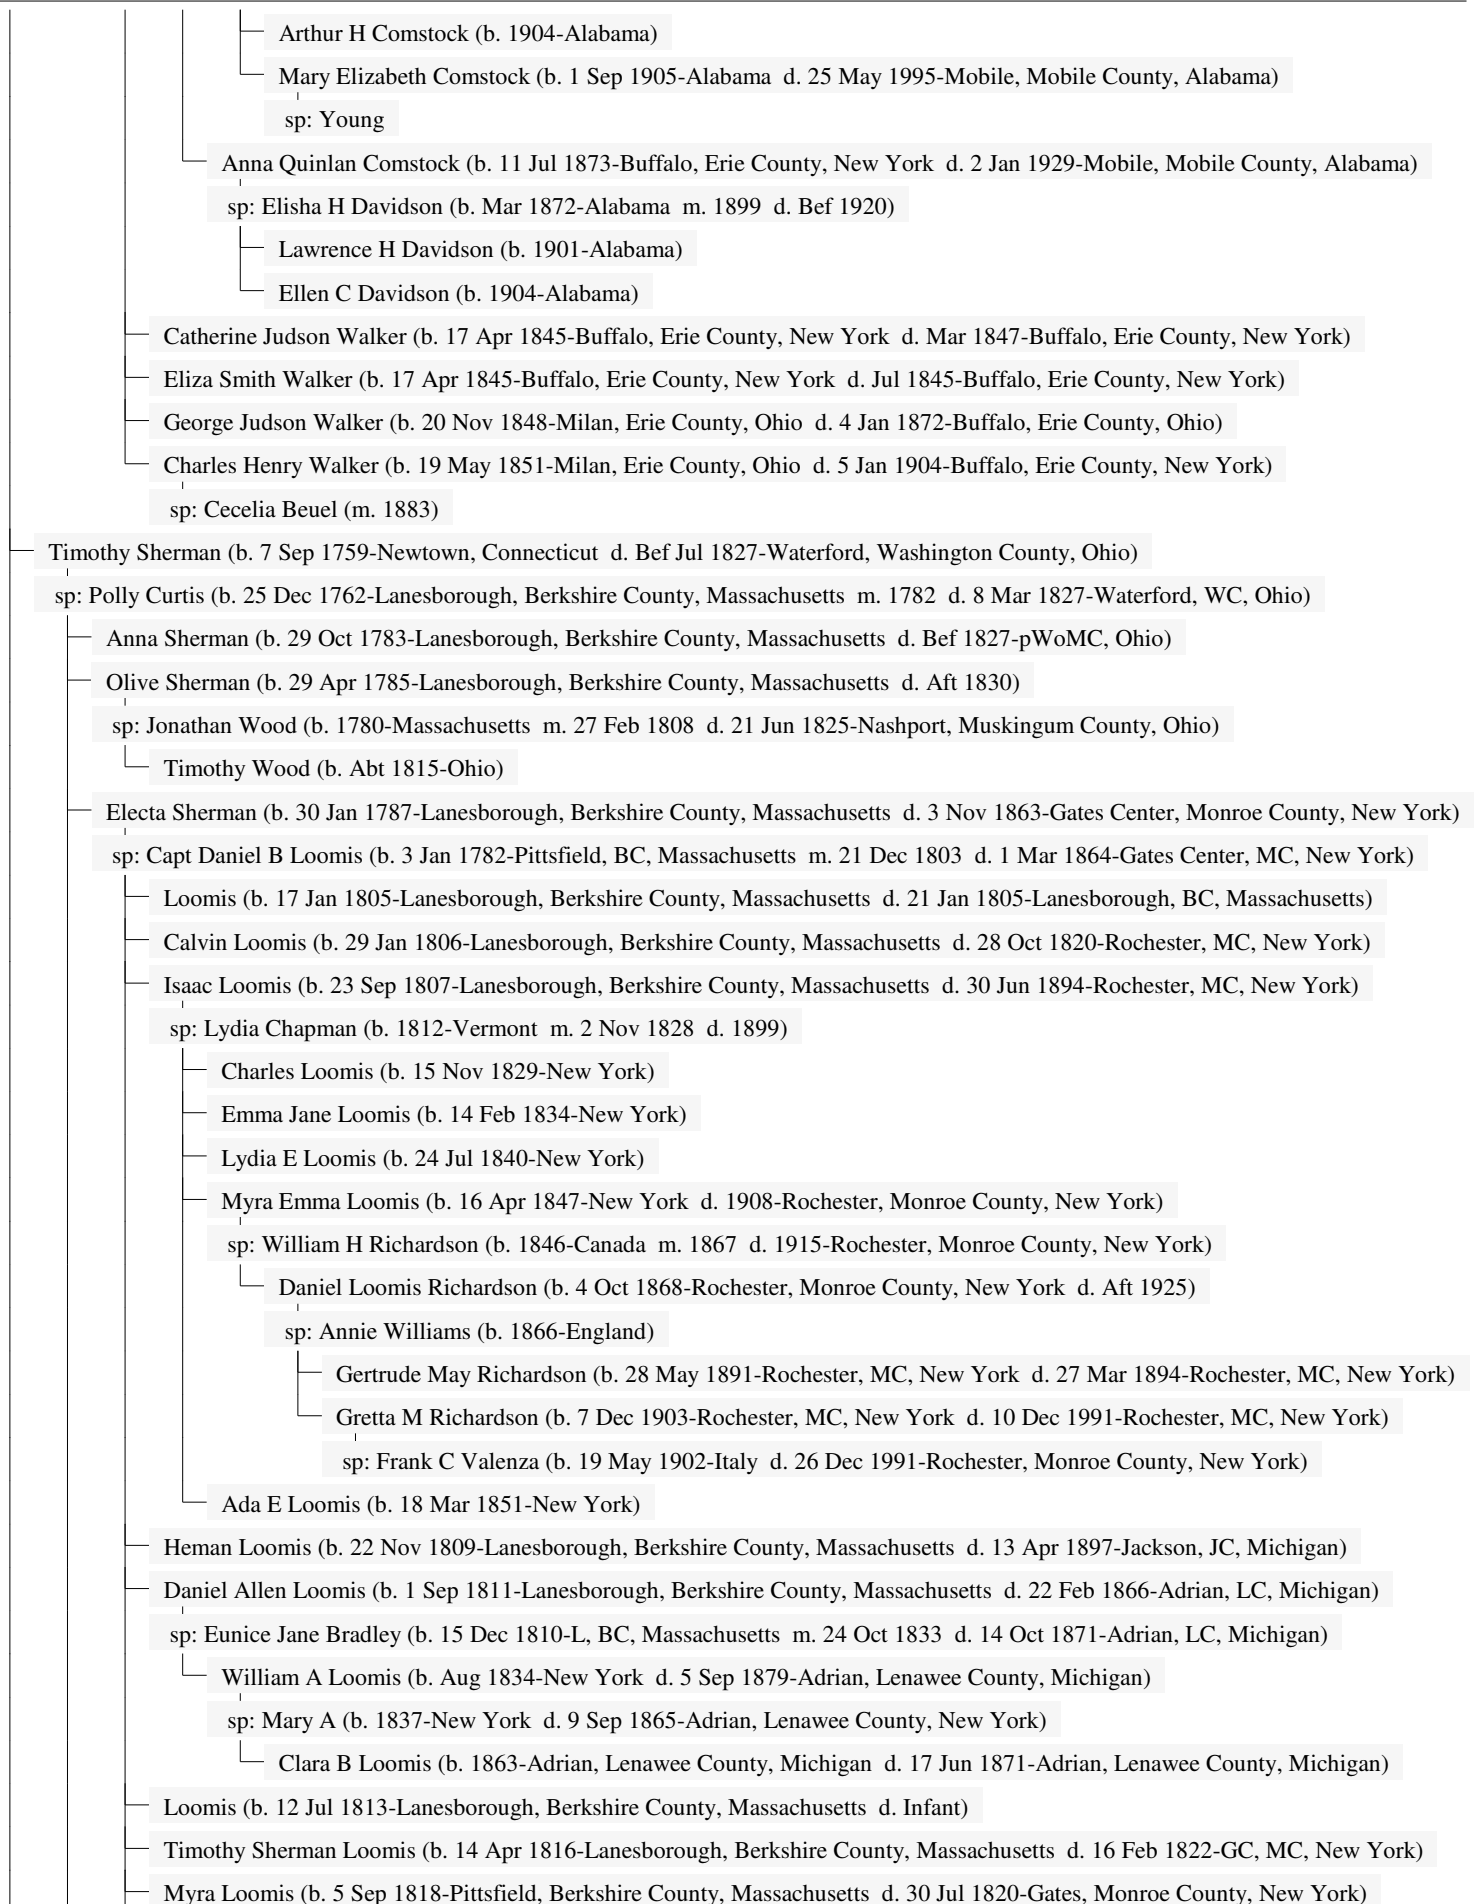 Arthur H Comstock (b. 1904-Alabama)
Mary Elizabeth Comstock (b. 1 Sep 1905-Alabama d. 25 May 1995-Mobile, Mobile County, Alabama)
sp: Young
Anna Quinlan Comstock (b. 11 Jul 1873-Buffalo, Erie County, New York d. 2 Jan 1929-Mobile, Mobile County, Alabama)
sp: Elisha H Davidson (b. Mar 1872-Alabama m. 1899 d. Bef 1920)
Lawrence H Davidson (b. 1901-Alabama)
Ellen C Davidson (b. 1904-Alabama)
Catherine Judson Walker (b. 17 Apr 1845-Buffalo, Erie County, New York d. Mar 1847-Buffalo, Erie County, New York)
Eliza Smith Walker (b. 17 Apr 1845-Buffalo, Erie County, New York d. Jul 1845-Buffalo, Erie County, New York)
George Judson Walker (b. 20 Nov 1848-Milan, Erie County, Ohio d. 4 Jan 1872-Buffalo, Erie County, Ohio)
Charles Henry Walker (b. 19 May 1851-Milan, Erie County, Ohio d. 5 Jan 1904-Buffalo, Erie County, New York)
sp: Cecelia Beuel (m. 1883)
Timothy Sherman (b. 7 Sep 1759-Newtown, Connecticut d. Bef Jul 1827-Waterford, Washington County, Ohio)
sp: Polly Curtis (b. 25 Dec 1762-Lanesborough, Berkshire County, Massachusetts m. 1782 d. 8 Mar 1827-Waterford, WC, Ohio)
Anna Sherman (b. 29 Oct 1783-Lanesborough, Berkshire County, Massachusetts d. Bef 1827-pWoMC, Ohio)
Olive Sherman (b. 29 Apr 1785-Lanesborough, Berkshire County, Massachusetts d. Aft 1830)
sp: Jonathan Wood (b. 1780-Massachusetts m. 27 Feb 1808 d. 21 Jun 1825-Nashport, Muskingum County, Ohio)
Timothy Wood (b. Abt 1815-Ohio)
Electa Sherman (b. 30 Jan 1787-Lanesborough, Berkshire County, Massachusetts d. 3 Nov 1863-Gates Center, Monroe County, New York)
sp: Capt Daniel B Loomis (b. 3 Jan 1782-Pittsfield, BC, Massachusetts m. 21 Dec 1803 d. 1 Mar 1864-Gates Center, MC, New York)
Loomis (b. 17 Jan 1805-Lanesborough, Berkshire County, Massachusetts d. 21 Jan 1805-Lanesborough, BC, Massachusetts)
Calvin Loomis (b. 29 Jan 1806-Lanesborough, Berkshire County, Massachusetts d. 28 Oct 1820-Rochester, MC, New York)
Isaac Loomis (b. 23 Sep 1807-Lanesborough, Berkshire County, Massachusetts d. 30 Jun 1894-Rochester, MC, New York)
sp: Lydia Chapman (b. 1812-Vermont m. 2 Nov 1828 d. 1899)
Charles Loomis (b. 15 Nov 1829-New York)
Emma Jane Loomis (b. 14 Feb 1834-New York)
Lydia E Loomis (b. 24 Jul 1840-New York)
Myra Emma Loomis (b. 16 Apr 1847-New York d. 1908-Rochester, Monroe County, New York)
sp: William H Richardson (b. 1846-Canada m. 1867 d. 1915-Rochester, Monroe County, New York)
Daniel Loomis Richardson (b. 4 Oct 1868-Rochester, Monroe County, New York d. Aft 1925)
sp: Annie Williams (b. 1866-England)
Gertrude May Richardson (b. 28 May 1891-Rochester, MC, New York d. 27 Mar 1894-Rochester, MC, New York)
Gretta M Richardson (b. 7 Dec 1903-Rochester, MC, New York d. 10 Dec 1991-Rochester, MC, New York)
sp: Frank C Valenza (b. 19 May 1902-Italy d. 26 Dec 1991-Rochester, Monroe County, New York)
Ada E Loomis (b. 18 Mar 1851-New York)
Heman Loomis (b. 22 Nov 1809-Lanesborough, Berkshire County, Massachusetts d. 13 Apr 1897-Jackson, JC, Michigan)
Daniel Allen Loomis (b. 1 Sep 1811-Lanesborough, Berkshire County, Massachusetts d. 22 Feb 1866-Adrian, LC, Michigan)
sp: Eunice Jane Bradley (b. 15 Dec 1810-L, BC, Massachusetts m. 24 Oct 1833 d. 14 Oct 1871-Adrian, LC, Michigan)
William A Loomis (b. Aug 1834-New York d. 5 Sep 1879-Adrian, Lenawee County, Michigan)
sp: Mary A (b. 1837-New York d. 9 Sep 1865-Adrian, Lenawee County, New York)
Clara B Loomis (b. 1863-Adrian, Lenawee County, Michigan d. 17 Jun 1871-Adrian, Lenawee County, Michigan)
Loomis (b. 12 Jul 1813-Lanesborough, Berkshire County, Massachusetts d. Infant)
Timothy Sherman Loomis (b. 14 Apr 1816-Lanesborough, Berkshire County, Massachusetts d. 16 Feb 1822-GC, MC, New York)
Myra Loomis (b. 5 Sep 1818-Pittsfield, Berkshire County, Massachusetts d. 30 Jul 1820-Gates, Monroe County, New York)